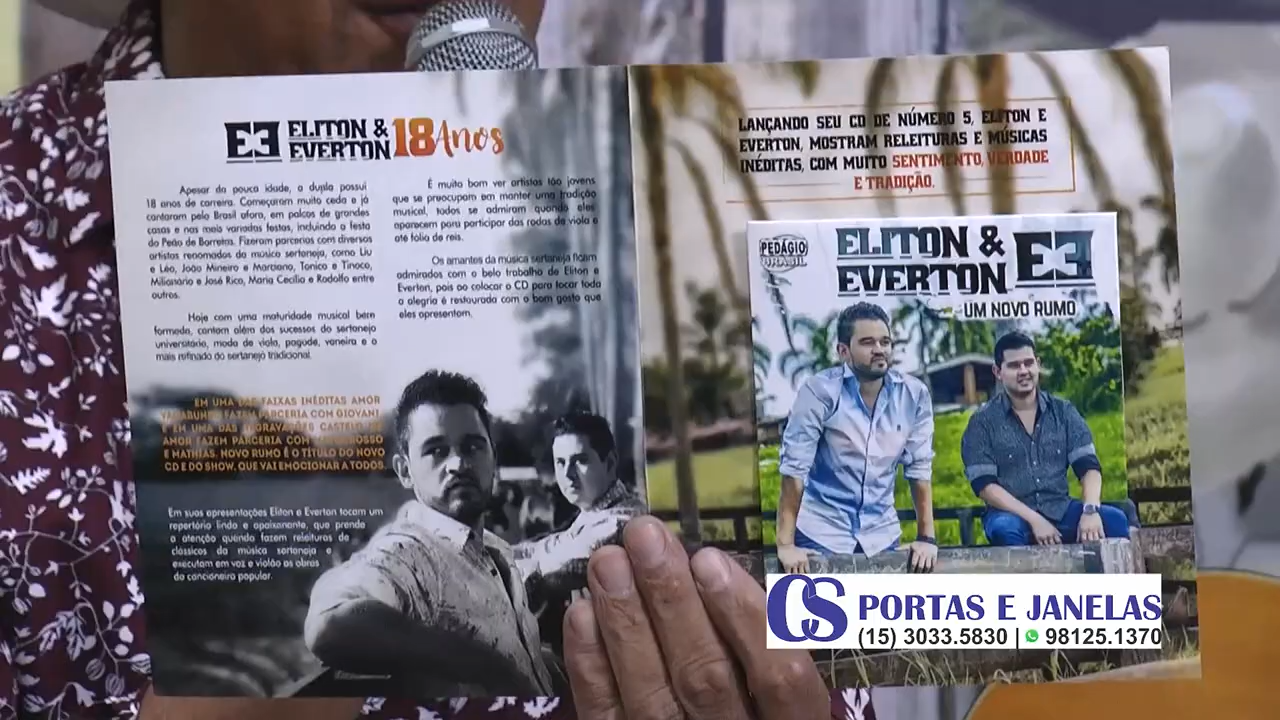 E3 ELITON &
EVERTON 18 Anos
Apesar da pouca idade, a dupla possui
18 anos de carreira. Começaram muito cedo e já
cantaram pelo Brasil afora, em palcos de grandes
casas e nas mais variadas festas, incluindo a festa
do Peão de Barretos. Fizeram parcerias com diversos
artistas renomados da música sertaneja, como Liu
e Léo, João Mineiro e Marciano, Tonico e Tinoco,
Milionário e José Rico, Maria Cecília e Rodolfo entre
outros.
Hoje com uma maturidade musical bem
formada, cantam além dos sucessos do sertanejo
universitário, moda de viola, pagode, vaneira e o
mais refinado do sertanejo tradicional.
EM UMA DAS FAIXAS INÉDITAS AMOR
FAZEM PARCERIA COM GIOVANI
E EM UMA DAS REGRAVAÇÕES CASTELO DE
AMOR FAZEM PARCERIA COM
E MATHIAS. NOVO RUMO É O TÍTULO DO NOVO
CD E DO SHOW, QUE VAI EMOCIONAR A TODOS.
Em suas apresentações Eliton e Everton tocam um
repertório lindo e apaixonante, que prende
a atenção quando fazem releituras de
clássicos da música sertaneja e
executam em voz e violão as obras
do cancioneiro popular.
É muito bom ver artistas tão jovens
que se preocupam em manter uma tradição
musical, todos se admiram quando eles
aparecem para participar das rodas de viola e
até folia de reis.
Os amantes da música sertaneja ficam
admirados com o belo trabalho de Eliton e
Everton, pois ao colocar o CD para tocar toda
a alegria é restaurada com o bom gosto que
eles apresentam.
LANÇANDO SEU CD DE NÚMERO 5, ELITON E
EVERTON, MOSTRAM RELEITURAS E MÚSICAS
INÉDITAS, COM MUITO SENTIMENTO, VERDADE
E TRADIÇÃO.
PEDÁGIO
BRASIL
ELITON &
EVERTON E3
UM NOVO RUMO
CS PORTAS E JANELAS
(15) 3033.5830 | 98125.1370